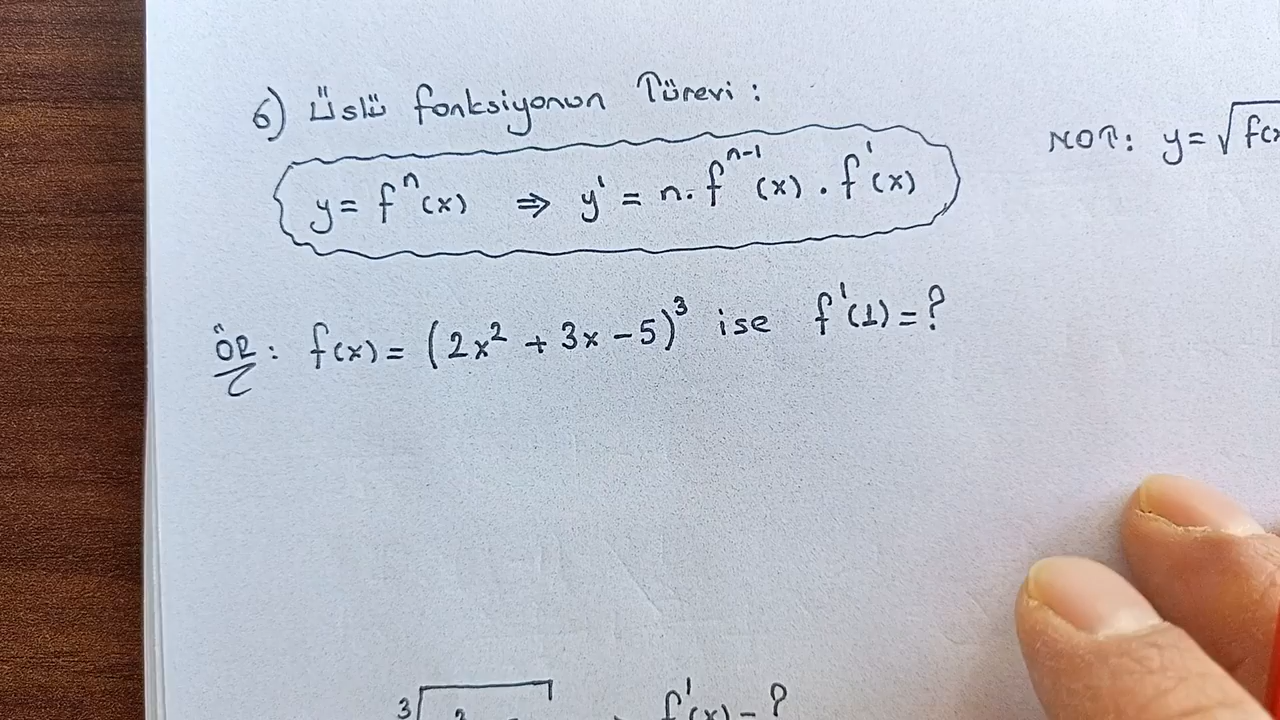 6) Üslü fonksiyonun Türevi :
y = fⁿ(x) ⇒ y' = n. fⁿ⁻¹(x) . f'(x)
NOT: y = √f(x
ÖR : f(x) = (2x² + 3x - 5)³ ise f'(1) = ?
f'(x) = ?